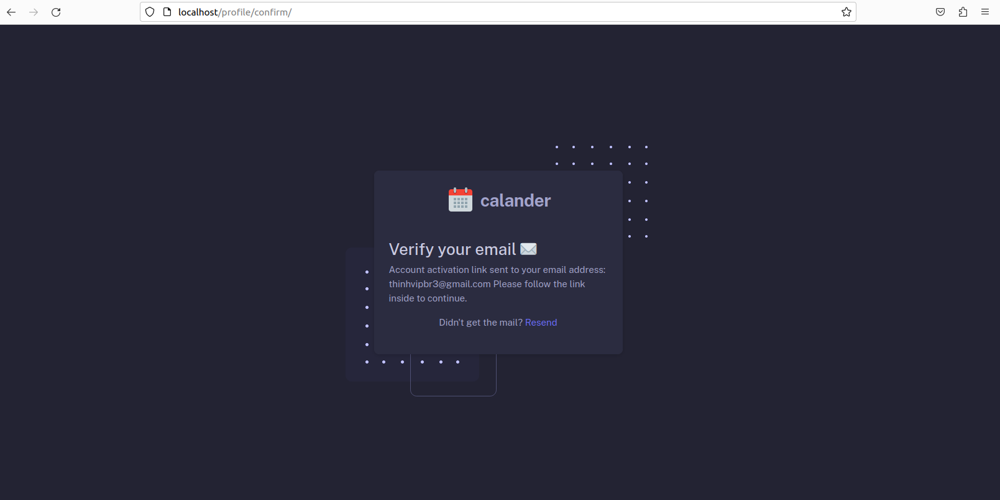 localhost/profile/confirm/
calander
Verify your email
Account activation link sent to your email address:
thinhvipbr3@gmail.com Please follow the link
inside to continue.
Didn't get the mail? Resend